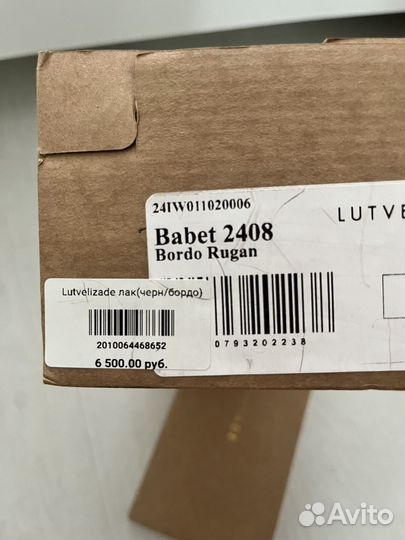 24IW011020006
LUTVE
Babet 2408
Bordo Rugan
0793202238
Lutvelizade лак(черн/бордо)
2010064468652
6 500.00 руб.
Avito